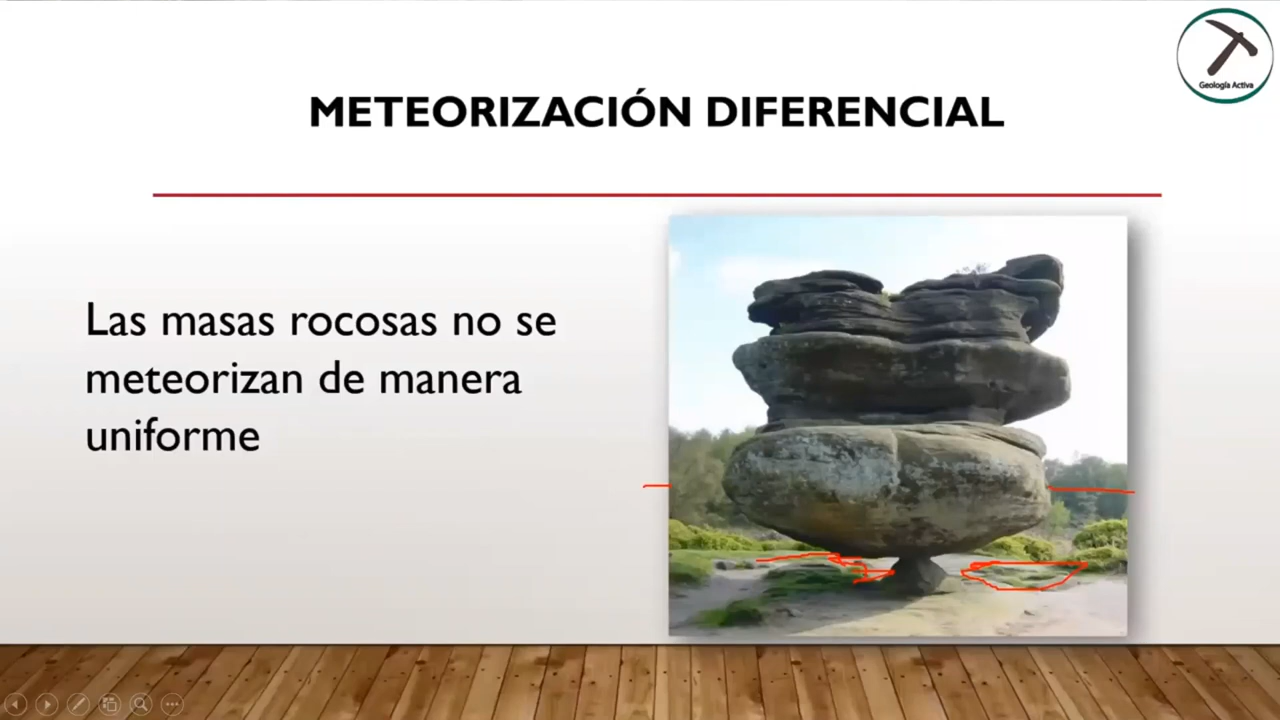 Geología Activa
METEORIZACIÓN DIFERENCIAL
Las masas rocosas no se
meteorizan de manera
uniforme